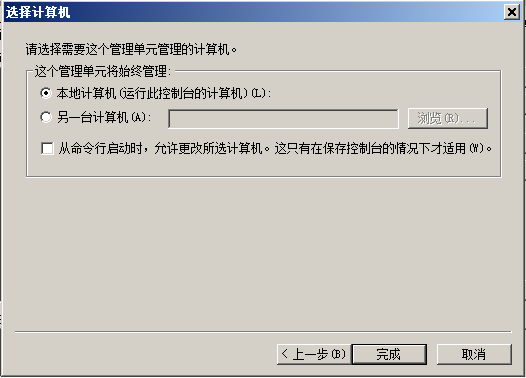 选择计算机
请选择需要这个管理单元管理的计算机。
这个管理单元将始终管理:
本地计算机(运行此控制台的计算机)(L):
另一台计算机(A):
浏览(R)...
从命令行启动时，允许更改所选计算机。这只有在保存控制台的情况下才适用(W)。
< 上一步(B)
完成
取消